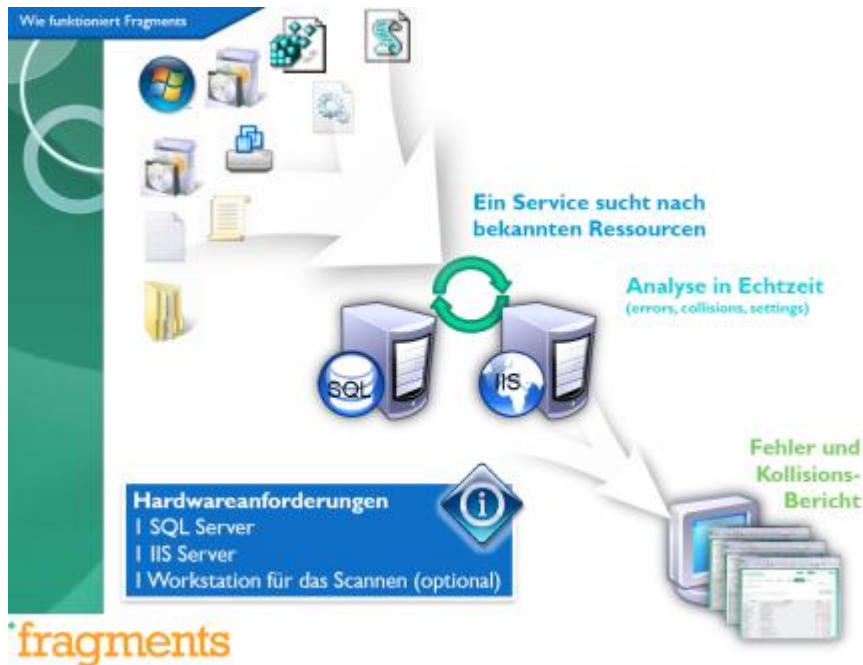 Wie funktioniert Fragments
Ein Service sucht nach
bekannten Ressourcen
Analyse in Echtzeit
(errors, collisions, settings)
SQL
IIS
Fehler und
Kollisions-
Bericht
Hardwareanforderungen
1 SQL Server
1 IIS Server
1 Workstation für das Scannen (optional)
fragments